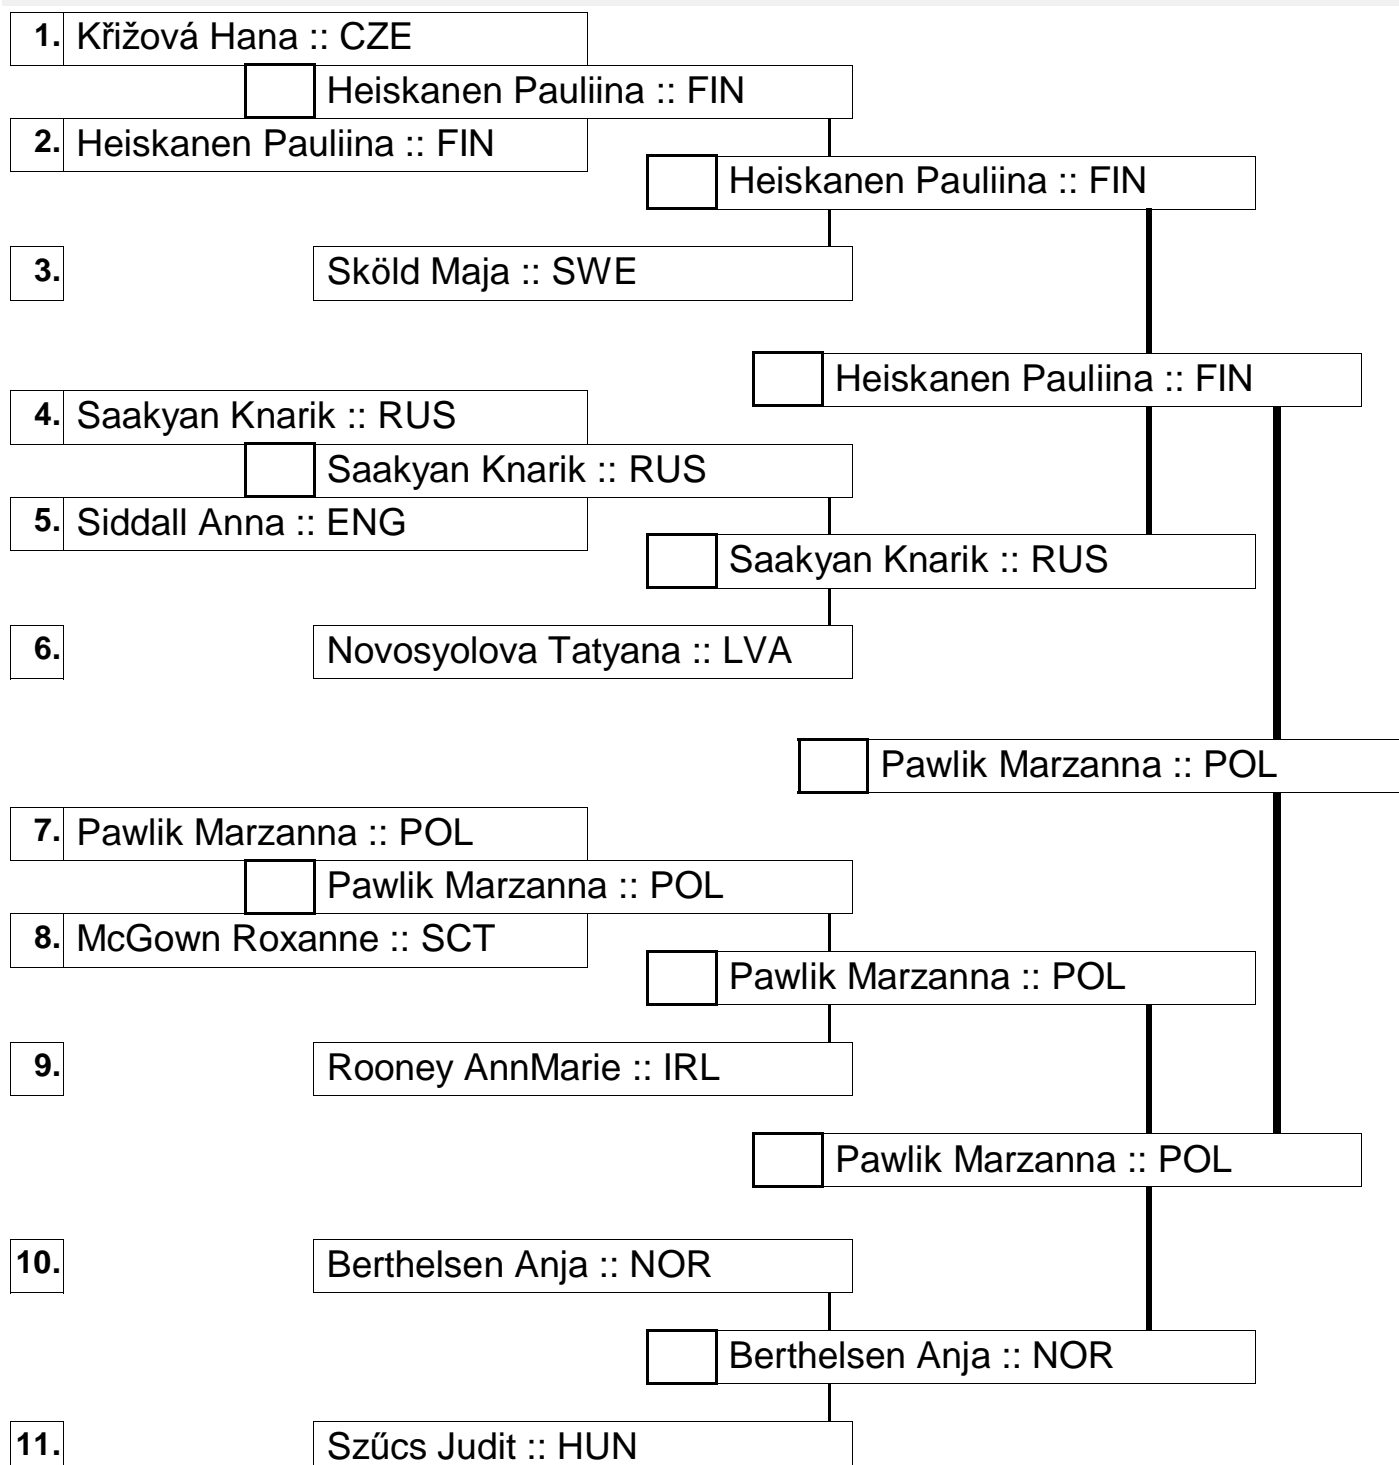 1. Křižová Hana :: CZE
Heiskanen Pauliina :: FIN
2. Heiskanen Pauliina :: FIN
Heiskanen Pauliina :: FIN
3. Sköld Maja :: SWE
Heiskanen Pauliina :: FIN
4. Saakyan Knarik :: RUS
Saakyan Knarik :: RUS
5. Siddall Anna :: ENG
Saakyan Knarik :: RUS
6. Novosyolova Tatyana :: LVA
Pawlik Marzanna :: POL
7. Pawlik Marzanna :: POL
Pawlik Marzanna :: POL
8. McGown Roxanne :: SCT
Pawlik Marzanna :: POL
9. Rooney AnnMarie :: IRL
Pawlik Marzanna :: POL
10. Berthelsen Anja :: NOR
Berthelsen Anja :: NOR
11. Szűcs Judit :: HUN